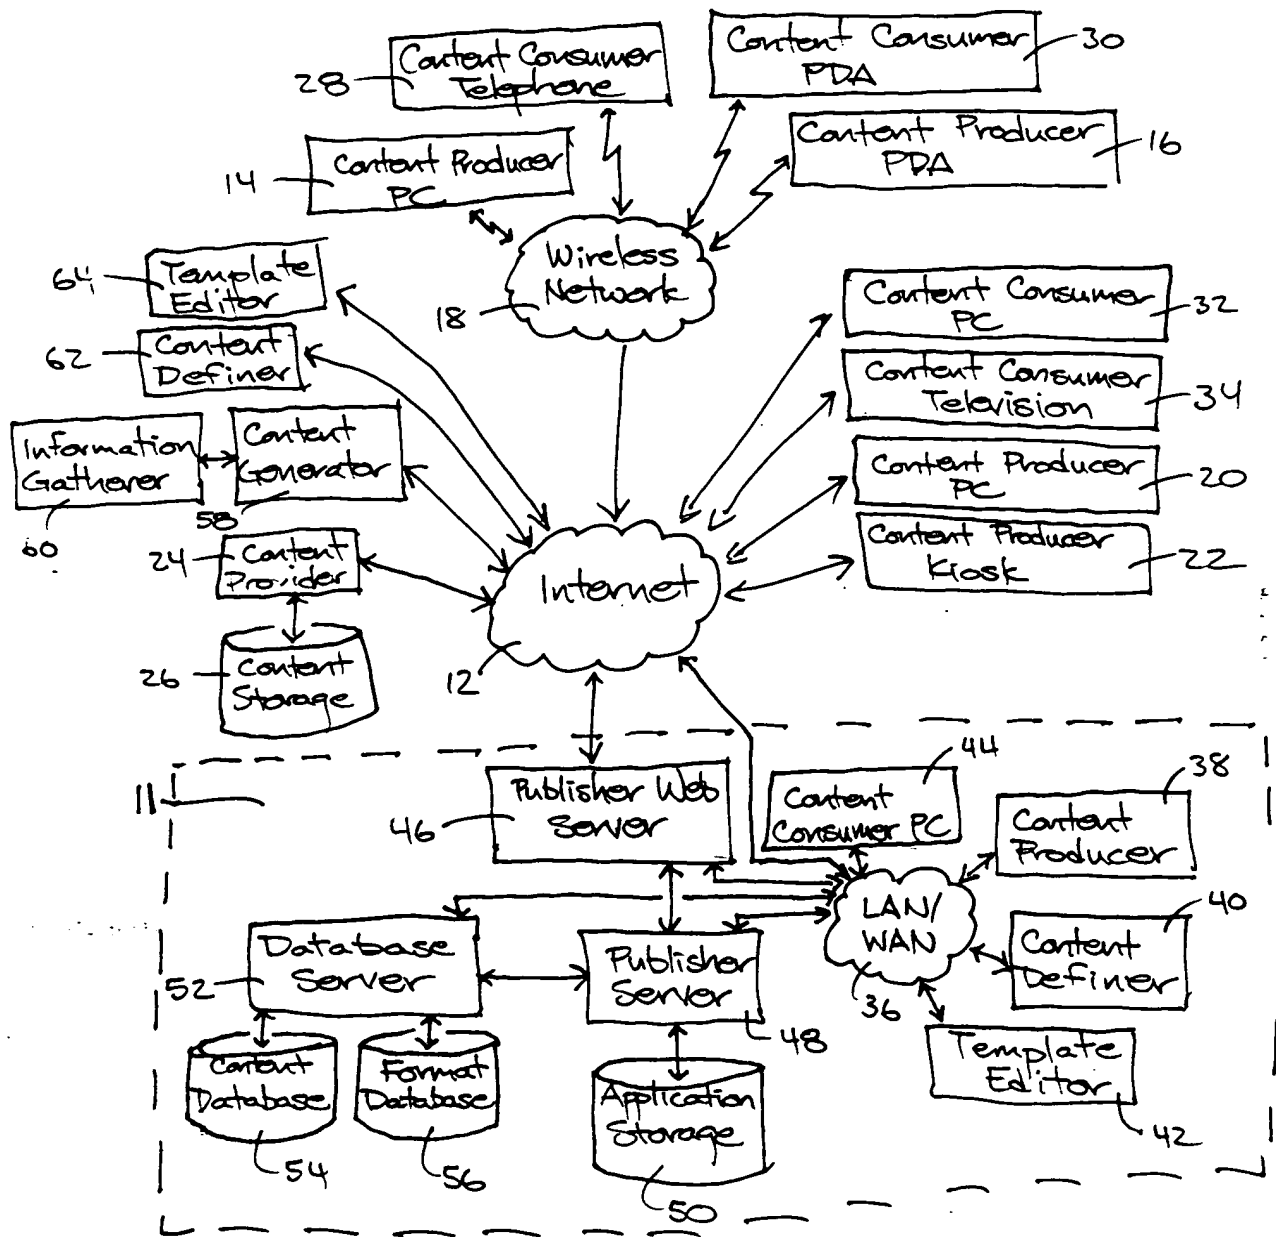 Content Consumer
Telephone
28
Content Consumer
PDA
30
Content Producer
PC
14
Content Producer
PDA
16
Wireless
Network
18
Template
Editor
64
Content
Definer
62
Information
Gatherer
60
Content
Generator
58
Content
Provider
24
Content
Storage
26
Internet
12
Content Consumer
PC
32
Content Consumer
Television
34
Content Producer
PC
20
Content Producer
Kiosk
22
11
Publisher Web
Server
46
Content
Consumer PC
44
Content
Producer
38
LAN/
WAN
36
Content
Definer
40
Template
Editor
42
Database
Server
52
Publisher
Server
48
Content
Database
54
Format
Database
56
Application
Storage
50